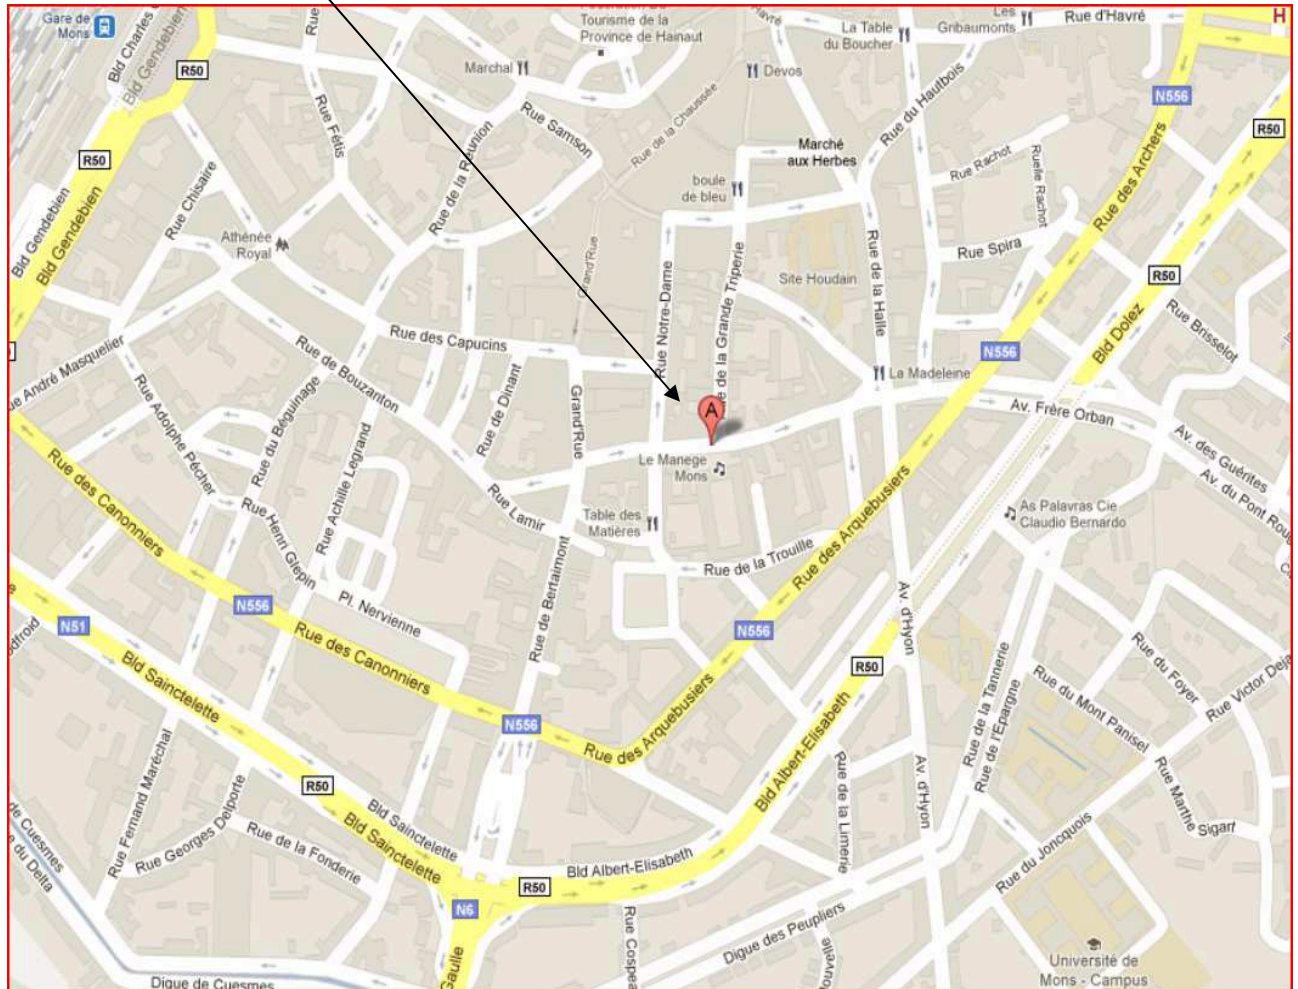 Gare de
Mons
Bld Charles
Bld Gendebien
R50
Rue
Tourisme de la
Province de Hainaut
Marchal
Havré
La Table
du Boucher
Les
Gribaumonts
Rue d'Havré
H
Devos
N556
R50
Rue Fétis
Rue de la Réunion
Rue Samson
Rue de la Chaussée
Rue du Hautbois
Marché
aux Herbes
Rue des Archers
R50
Rue Chisaire
boule
de bleu
Rue Rachot
Ruelle Rachot
Bld Gendebien
Bld Gendebien
Athénée
Royal
Grand'Rue
Rue Notre-Dame
de la Grande Triperie
Site Houdain
Rue de la Halle
Rue Spira
R50
Rue Brisselot
Bld Dolez
Rue des Capucins
Rue André Masquelier
Rue de Bouzanton
N556
La Madeleine
Rue Adolphe Pécher
Rue du Béguinage
Rue de Dinant
Grand'Rue
A
Av. Frère Orban
Av. des Guérites
Av. du Pont Rouge
Rue des Canonniers
Rue Achille Legrand
Le Manege
Mons
Rue Lamir
Table des
Matières
Rue Henri Glepin
Rue des Arquebusiers
As Palavras Cie
Claudio Bernardo
Rue de la Trouille
Rue de Bertaimont
Pl. Nervienne
N556
N51
N556
Av. d'Hyon
Rue des Canonniers
Bld Sainctelette
R50
Rue du Foyer
Rue Victor Deja
Rue de la Tannerie
Rue de l'Epargne
Rue du Mont Panisel
Rue des Arquebusiers
N556
Rue des Arquebusiers
Bld Albert-Elisabeth
Rue Fernand Maréchal
R50
Rue de la Limerie
Av. d'Hyon
Rue Marthe Sigart
de Cuesmes
du Delta
Rue Georges Delporte
Rue de la Fonderie
Bld Sainctelette
Bld Sainctelette
Bld Albert-Elisabeth
R50
Rue du Joncquois
N6
Gaulle
Rue Cospeau
Digue des Peupliers
Université de
Mons - Campus
Digue de Cuesmes